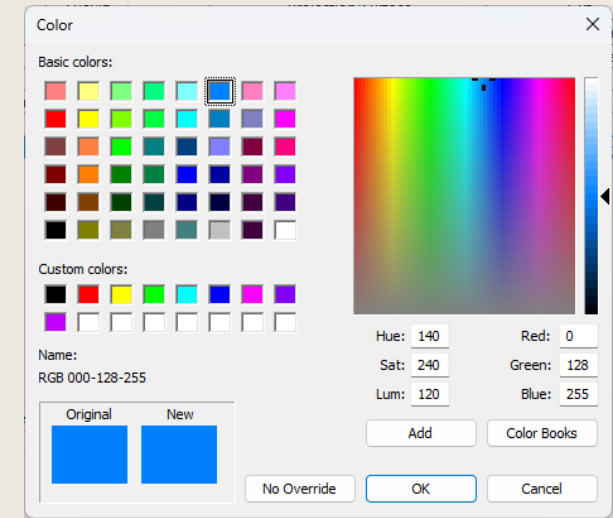 Color
Basic colors:
Custom colors:
Name:
RGB 000-128-255
Original New
Hue: 140 Red: 0
Sat: 240 Green: 128
Lum: 120 Blue: 255
Add Color Books
No Override OK Cancel